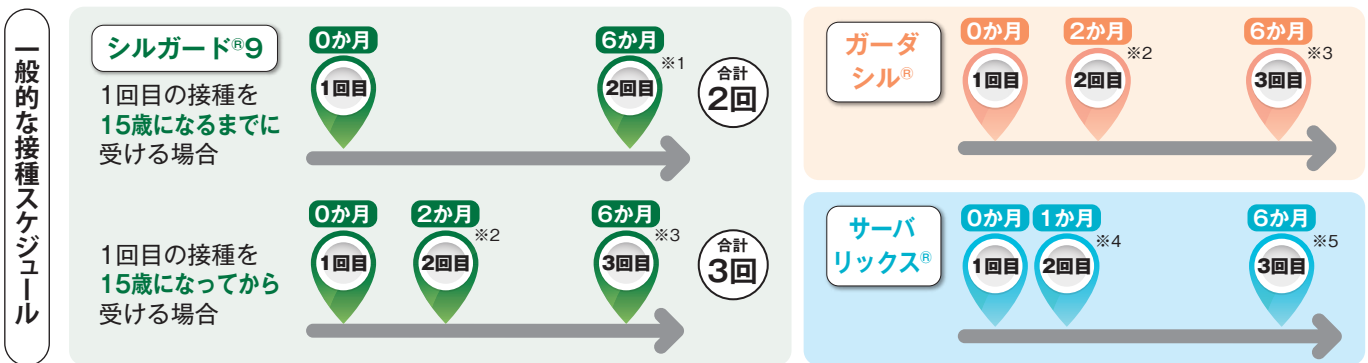 一般的な接種スケジュール
シルガード®9
1回目の接種を
15歳になるまでに
受ける場合
0か月
1回目
6か月
※1
2回目
合計
2回
1回目の接種を
15歳になってから
受ける場合
0か月
1回目
2か月
※2
2回目
6か月
※3
3回目
合計
3回
ガーダ
シル®
0か月
1回目
2か月
※2
2回目
6か月
※3
3回目
サーバ
リックス®
0か月
1回目
1か月
※4
2回目
6か月
※5
3回目